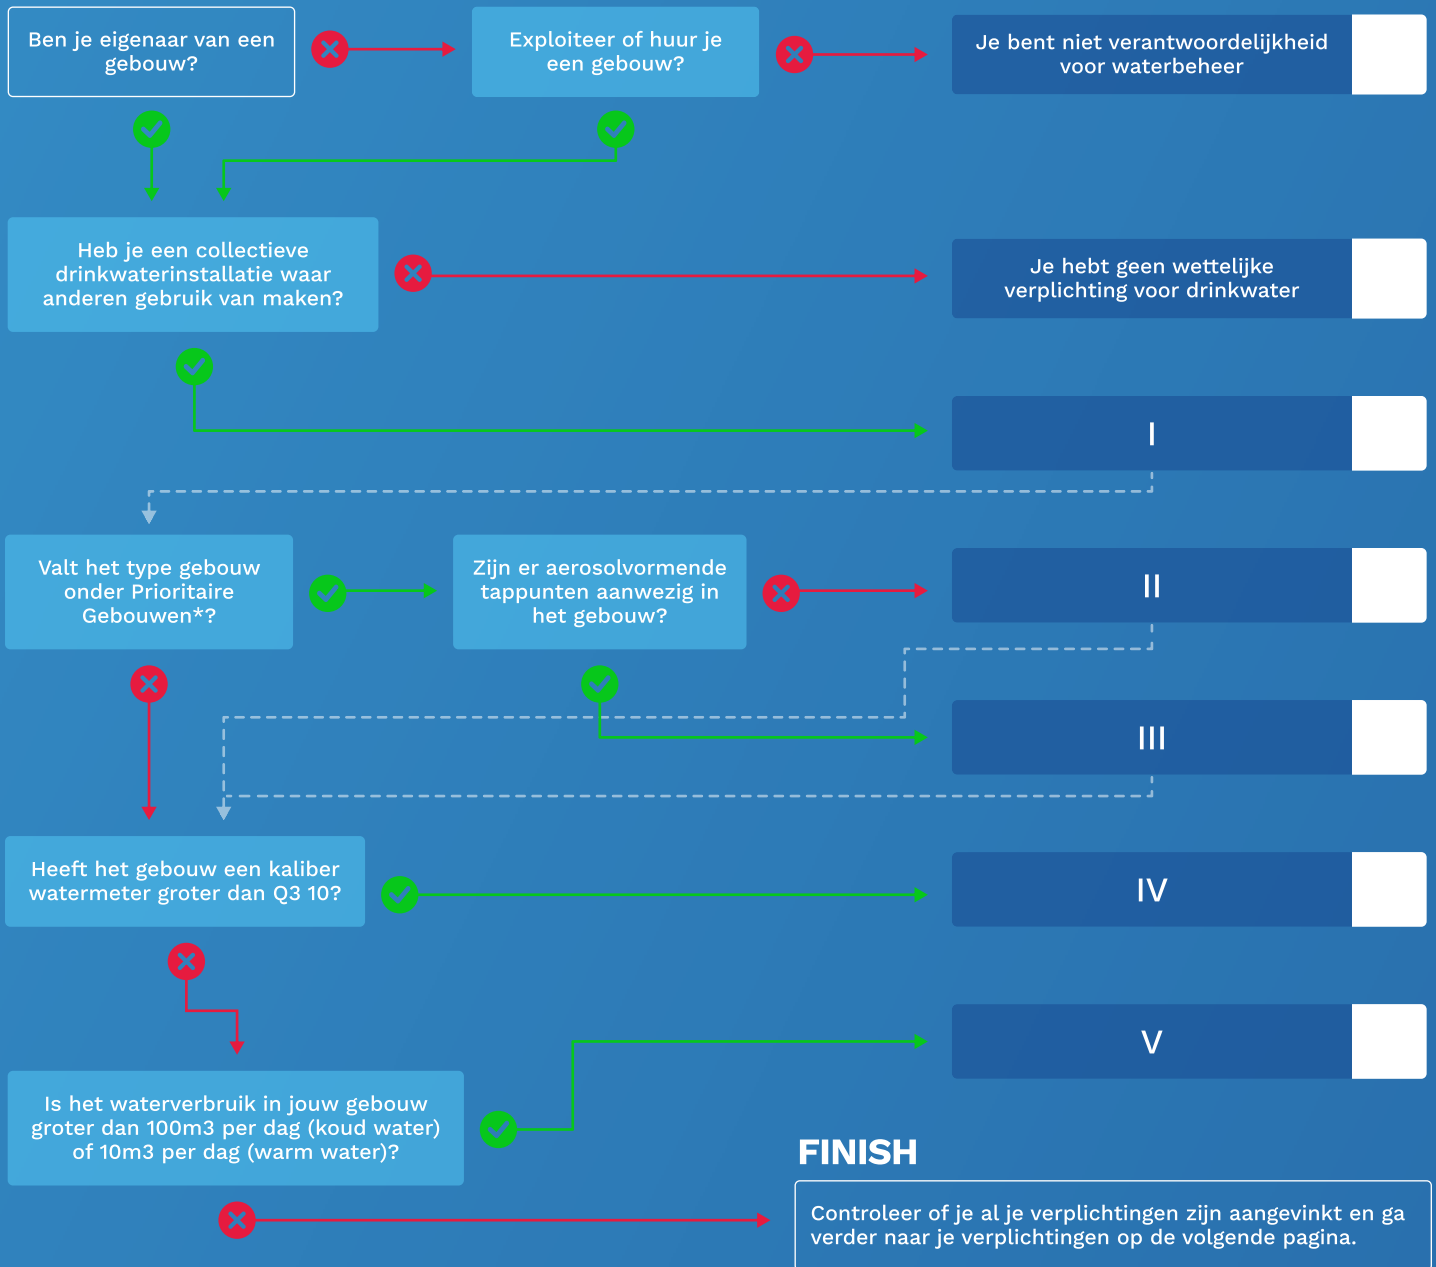 Ben je eigenaar van een
gebouw?
Exploiteer of huur je
een gebouw?
Je bent niet verantwoordelijkheid
voor waterbeheer
Heb je een collectieve
drinkwaterinstallatie waar
anderen gebruik van maken?
Je hebt geen wettelijke
verplichting voor drinkwater
I
Valt het type gebouw
onder Prioritaire
Gebouwen*?
Zijn er aerosolvormende
tappunten aanwezig in
het gebouw?
II
III
Heeft het gebouw een kaliber
watermeter groter dan Q3 10?
IV
V
Is het waterverbruik in jouw gebouw
groter dan 100m3 per dag (koud water)
of 10m3 per dag (warm water)?
FINISH
Controleer of je al je verplichtingen zijn aangevinkt en ga
verder naar je verplichtingen op de volgende pagina.